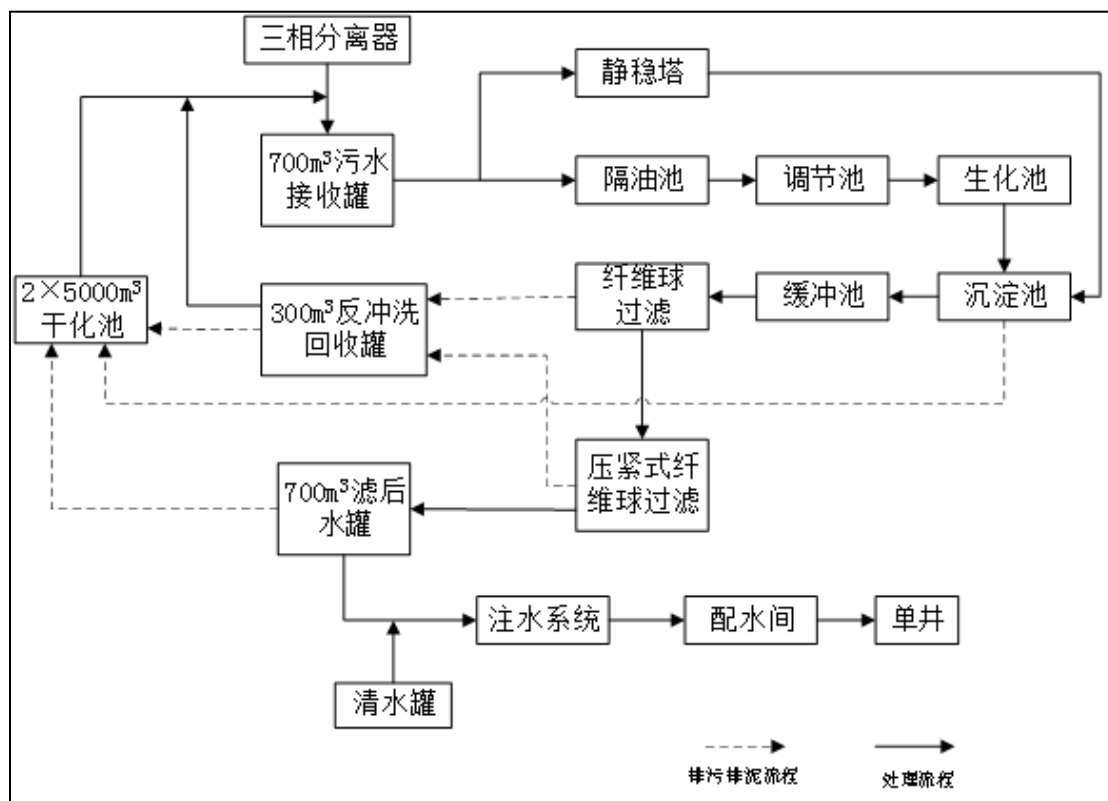 三相分离器
静稳塔
700m³污水
接收罐
隔油池
调节池
生化池
2×5000m³
干化池
300m³反冲洗
回收罐
纤维球
过滤
缓冲池
沉淀池
700m³滤后
水罐
压紧式纤
维球过滤
注水系统
配水间
单井
清水罐
排污排泥流程
处理流程